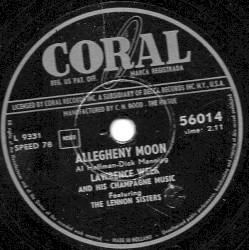 CORAL
REG. US PAT. OFF. MARCA REGISTRADA
LICENSED BY CORAL RECORDS INC. A SUBSIDIARY OF DECCA RECORDS INC. N.Y., U.S.A.
MANUFACTURED BY C. N. ROOD - THE HAGUE
L 9331
SPEED 78
56014
time: 2.11
ALLEGHENY MOON
Al Hoffman-Dick Manning
LAWRENCE WELK
AND HIS CHAMPAGNE MUSIC
Featuring
THE LENNON SISTERS
MADE IN HOLLAND